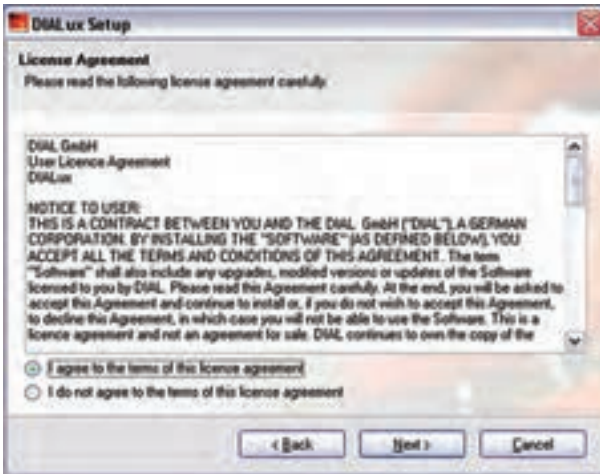 DIALux Setup
License Agreement
Please read the following license agreement carefully.
DIAL GmbH
User Licence Agreement
DIALux
NOTICE TO USER:
THIS IS A CONTRACT BETWEEN YOU AND THE DIAL GmbH ("DIAL"), A GERMAN
CORPORATION. BY INSTALLING THE "SOFTWARE" (AS DEFINED BELOW), YOU
ACCEPT ALL THE TERMS AND CONDITIONS OF THIS AGREEMENT. The term
"Software" shall also include any upgrades, modified versions or updates of the Software
licensed to you by DIAL. Please read this Agreement carefully. At the end, you will be asked to
accept this Agreement and continue to install or, if you do not wish to accept this Agreement,
to decline this Agreement, in which case you will not be able to use the Software. This is a
licence agreement and not an agreement for sale. DIAL continues to own the copy of the
I agree to the terms of this license agreement
I do not agree to the terms of this license agreement
< Back
Next >
Cancel